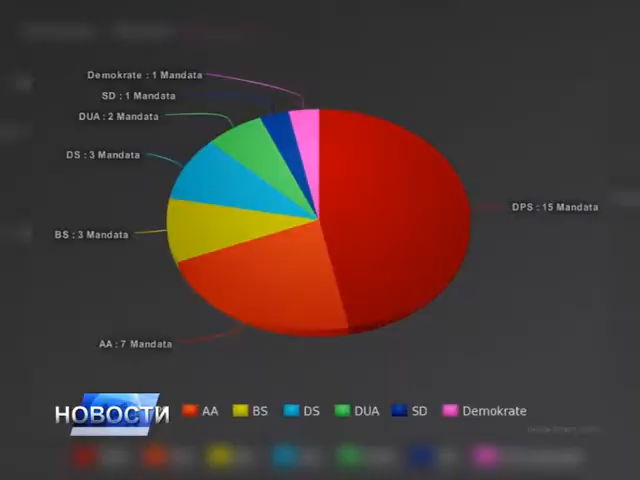 Demokrate : 1 Mandata
SD : 1 Mandata
DUA : 2 Mandata
DS : 3 Mandata
DPS : 15 Mandata
BS : 3 Mandata
AA : 7 Mandata
НОВОСТИ
AA BS DS DUA SD Demokrate